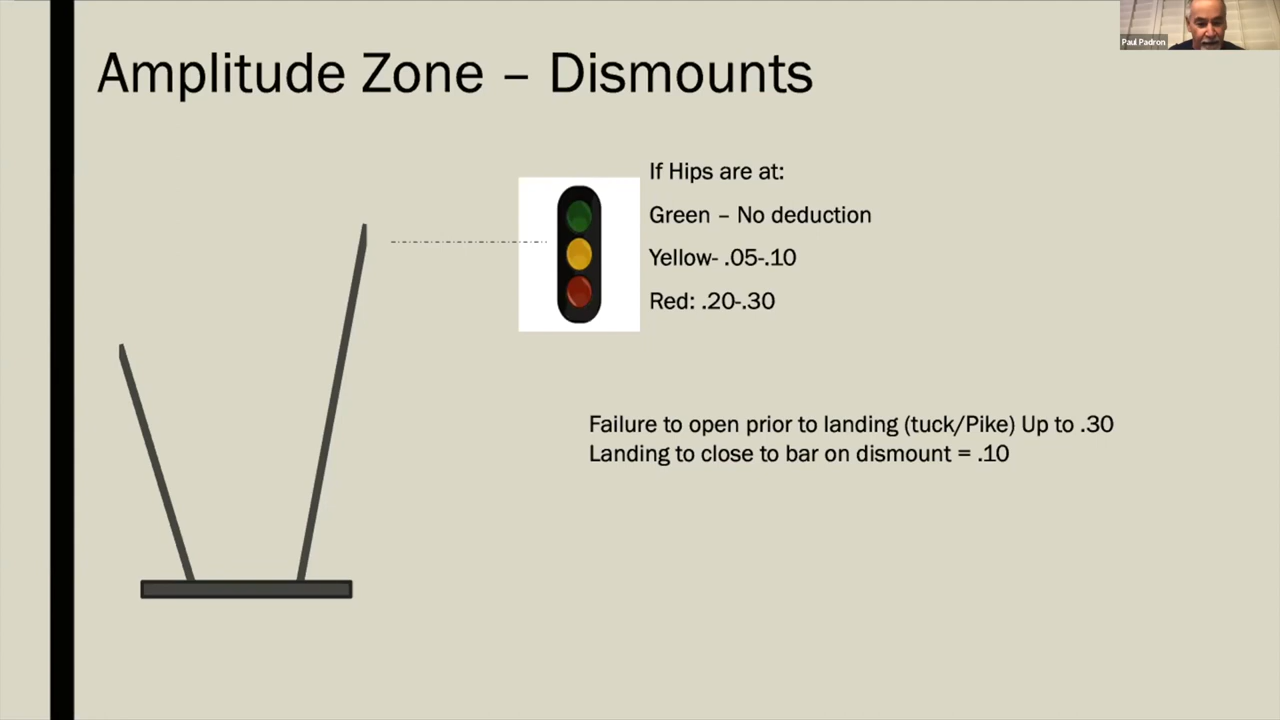 Paul Padron
Amplitude Zone – Dismounts
If Hips are at:
Green – No deduction
Yellow- .05-.10
Red: .20-.30
Failure to open prior to landing (tuck/Pike) Up to .30
Landing to close to bar on dismount = .10